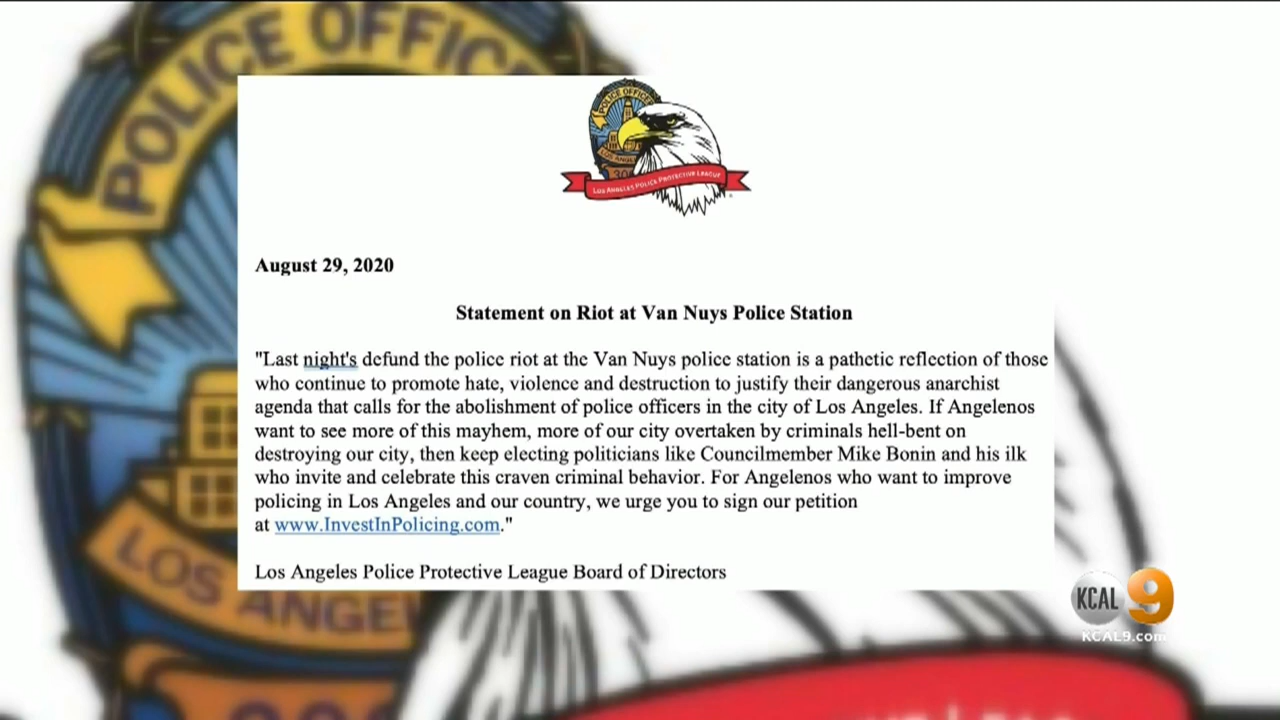 POLICE OFFIC
POLICE OFFICE
LOS ANGEL
30
LOS ANGELES POLICE PROTECTIVE LEAGUE
August 29, 2020
Statement on Riot at Van Nuys Police Station
"Last night's defund the police riot at the Van Nuys police station is a pathetic reflection of those
who continue to promote hate, violence and destruction to justify their dangerous anarchist
agenda that calls for the abolishment of police officers in the city of Los Angeles. If Angelenos
want to see more of this mayhem, more of our city overtaken by criminals hell-bent on
destroying our city, then keep electing politicians like Councilmember Mike Bonin and his ilk
who invite and celebrate this craven criminal behavior. For Angelenos who want to improve
policing in Los Angeles and our country, we urge you to sign our petition
at www.InvestInPolicing.com."
Los Angeles Police Protective League Board of Directors
LOS ANGEL
KCAL 9
KCAL9.com